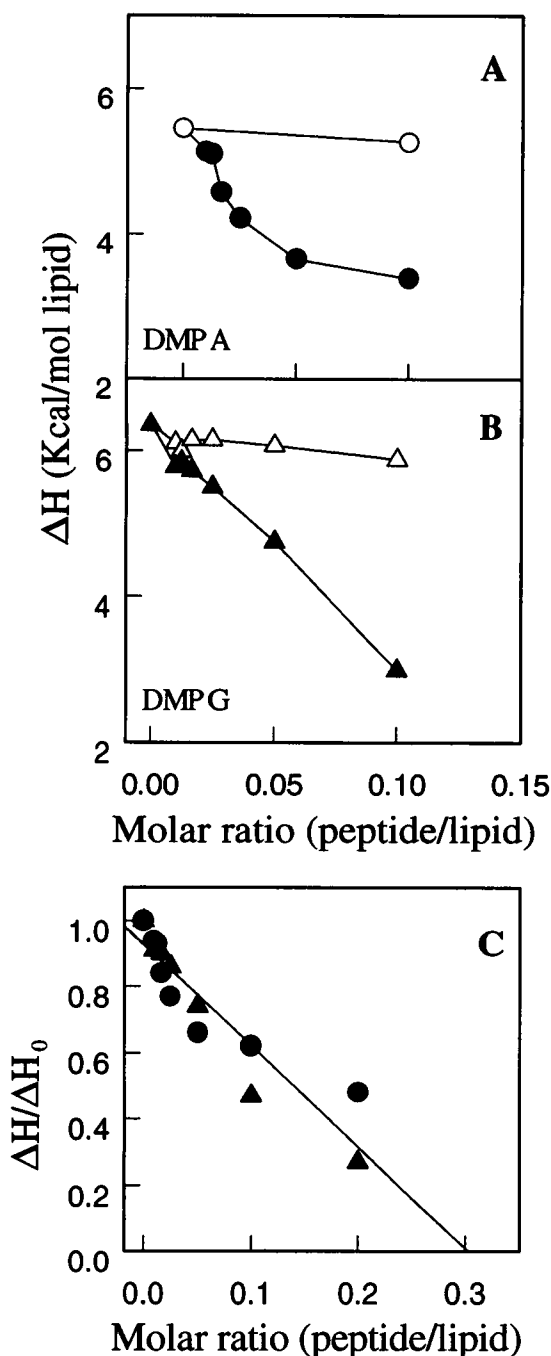 A
6
4
2
DMPA
ΔH (Kcal/mol lipid)
B
6
4
2
DMPG
0.00 0.05 0.10 0.15
Molar ratio (peptide/lipid)
C
1.0
0.8
0.6
0.4
0.2
0.0
ΔH/ΔH₀
0.0 0.1 0.2 0.3
Molar ratio (peptide/lipid)